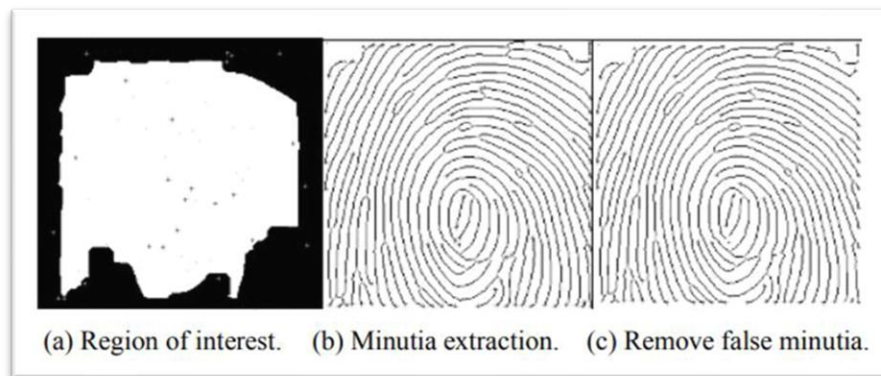 (a) Region of interest. (b) Minutia extraction. (c) Remove false minutia.